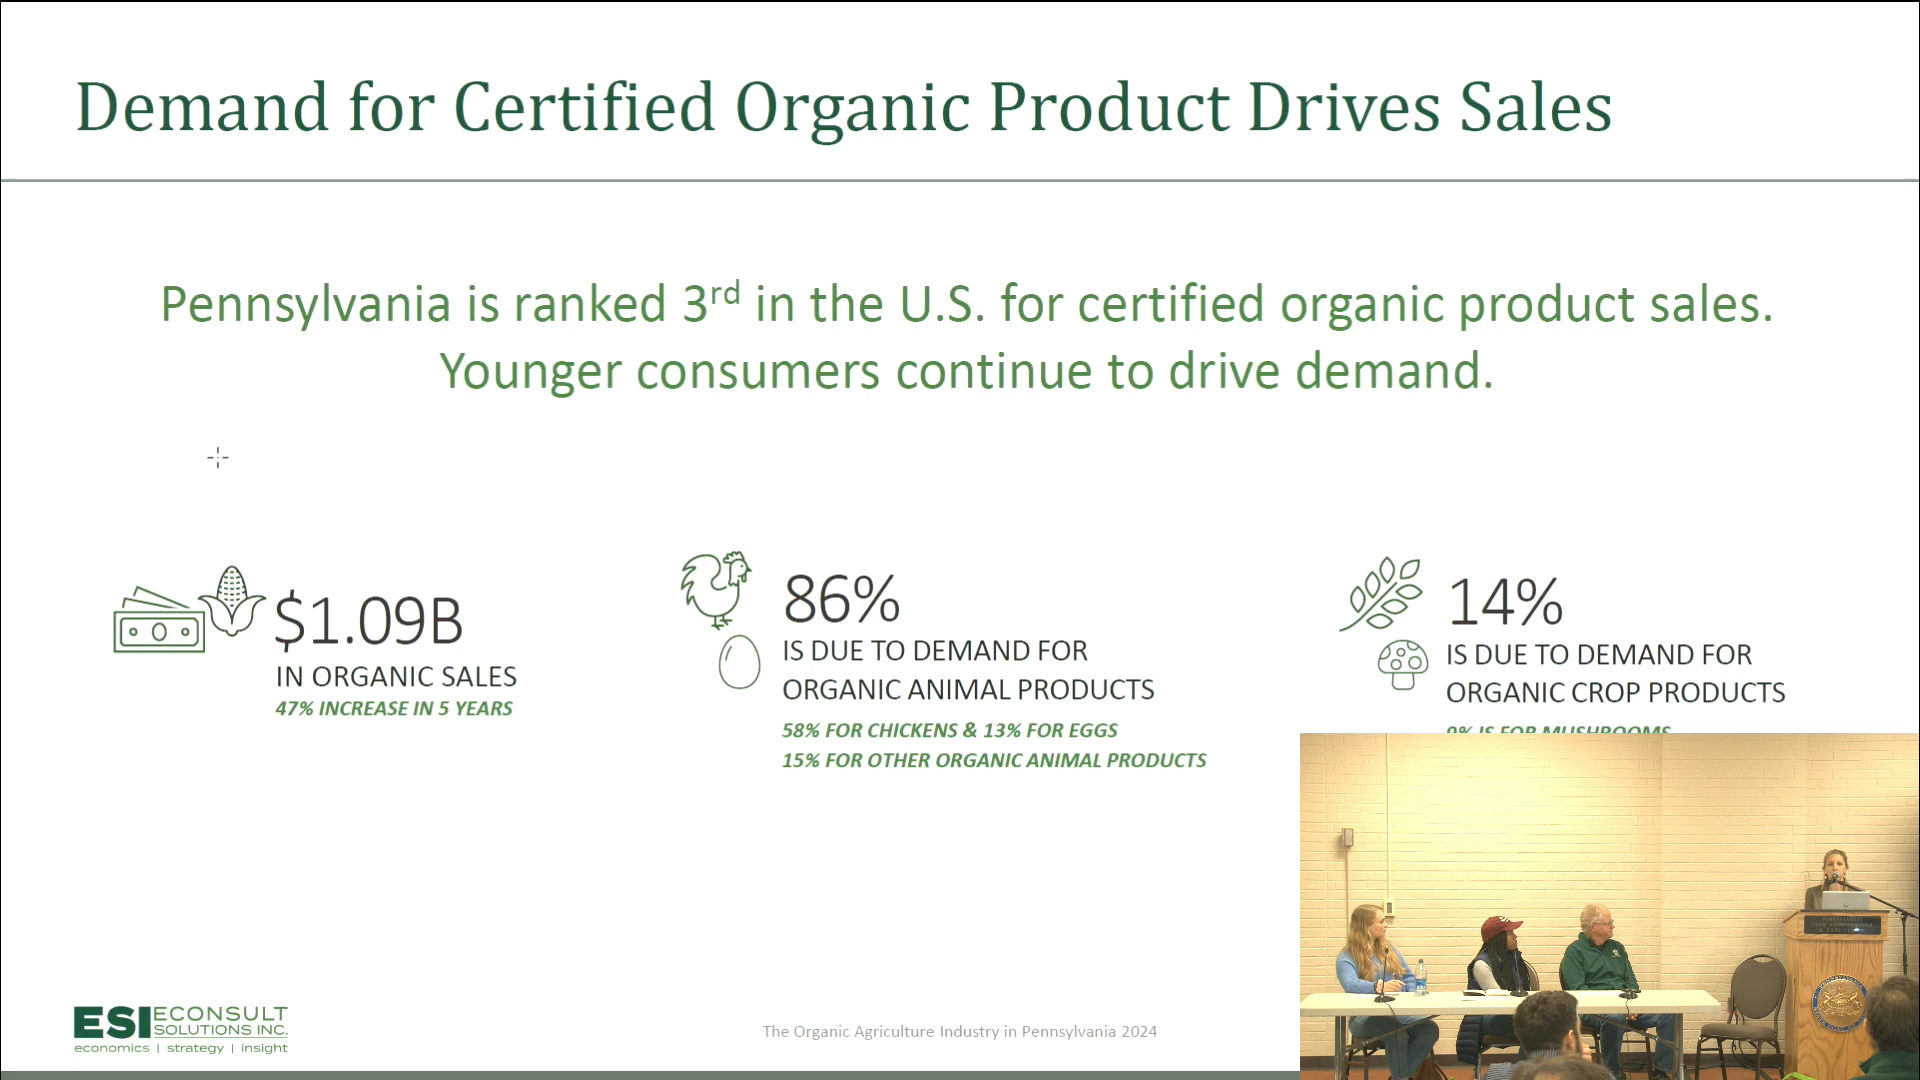 Demand for Certified Organic Product Drives Sales
Pennsylvania is ranked 3rd in the U.S. for certified organic product sales.
Younger consumers continue to drive demand.
$1.09B
IN ORGANIC SALES
47% INCREASE IN 5 YEARS
86%
IS DUE TO DEMAND FOR
ORGANIC ANIMAL PRODUCTS
58% FOR CHICKENS & 13% FOR EGGS
15% FOR OTHER ORGANIC ANIMAL PRODUCTS
14%
IS DUE TO DEMAND FOR
ORGANIC CROP PRODUCTS
9% IS FOR MUSHROOMS
ESI ECONSULT
SOLUTIONS INC.
economics | strategy | insight
The Organic Agriculture Industry in Pennsylvania 2024